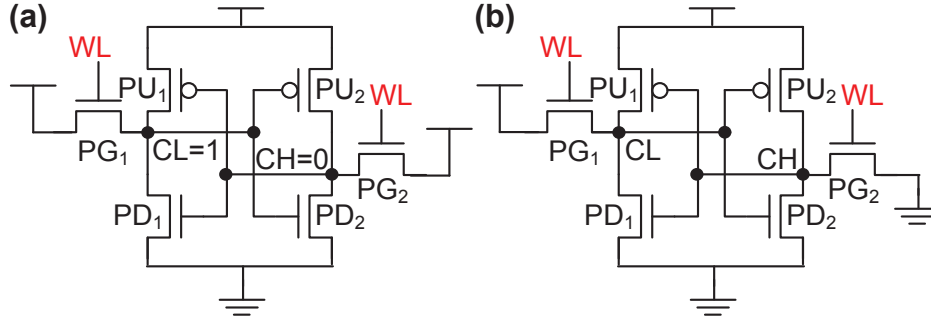 (a)
WL
PU1
PU2
WL
PG1
CL=1
CH=0
PG2
PD1
PD2
(b)
WL
PU1
PU2
WL
PG1
CL
CH
PG2
PD1
PD2